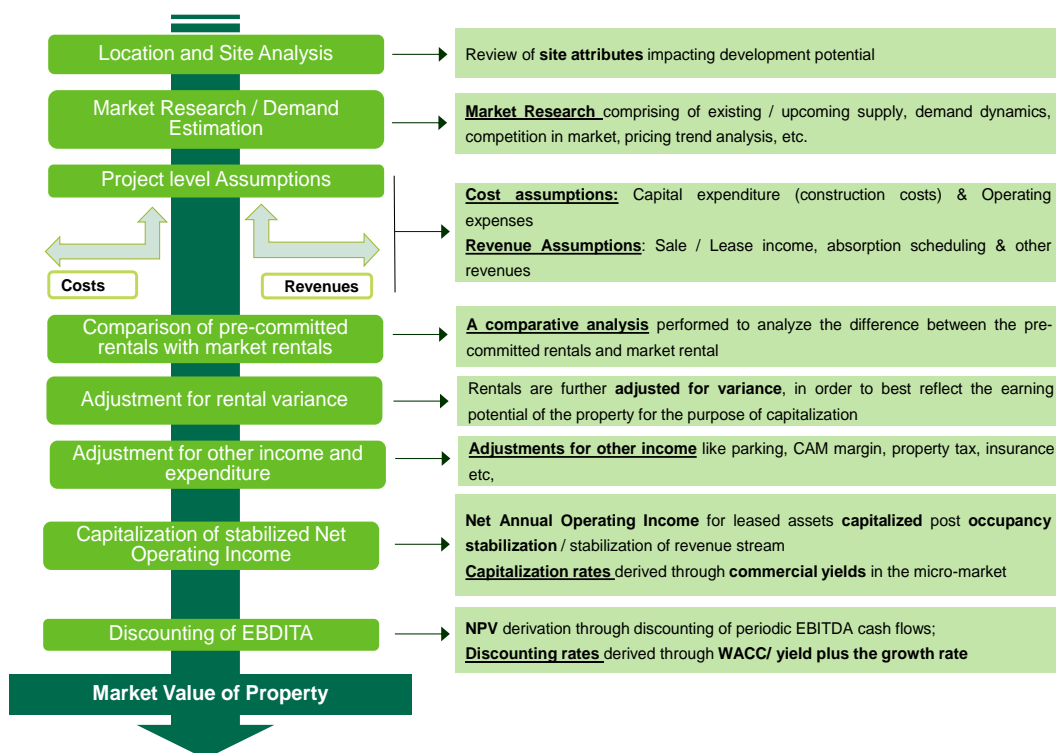 Location and Site Analysis
Review of site attributes impacting development potential
Market Research / Demand
Estimation
Market Research comprising of existing / upcoming supply, demand dynamics,
competition in market, pricing trend analysis, etc.
Project level Assumptions
Costs
Revenues
Cost assumptions: Capital expenditure (construction costs) & Operating
expenses
Revenue Assumptions: Sale / Lease income, absorption scheduling & other
revenues
Comparison of pre-committed
rentals with market rentals
A comparative analysis performed to analyze the difference between the pre-
committed rentals and market rental
Adjustment for rental variance
Rentals are further adjusted for variance, in order to best reflect the earning
potential of the property for the purpose of capitalization
Adjustment for other income and
expenditure
Adjustments for other income like parking, CAM margin, property tax, insurance
etc,
Capitalization of stabilized Net
Operating Income
Net Annual Operating Income for leased assets capitalized post occupancy
stabilization / stabilization of revenue stream
Capitalization rates derived through commercial yields in the micro-market
Discounting of EBDITA
NPV derivation through discounting of periodic EBITDA cash flows;
Discounting rates derived through WACC/ yield plus the growth rate
Market Value of Property